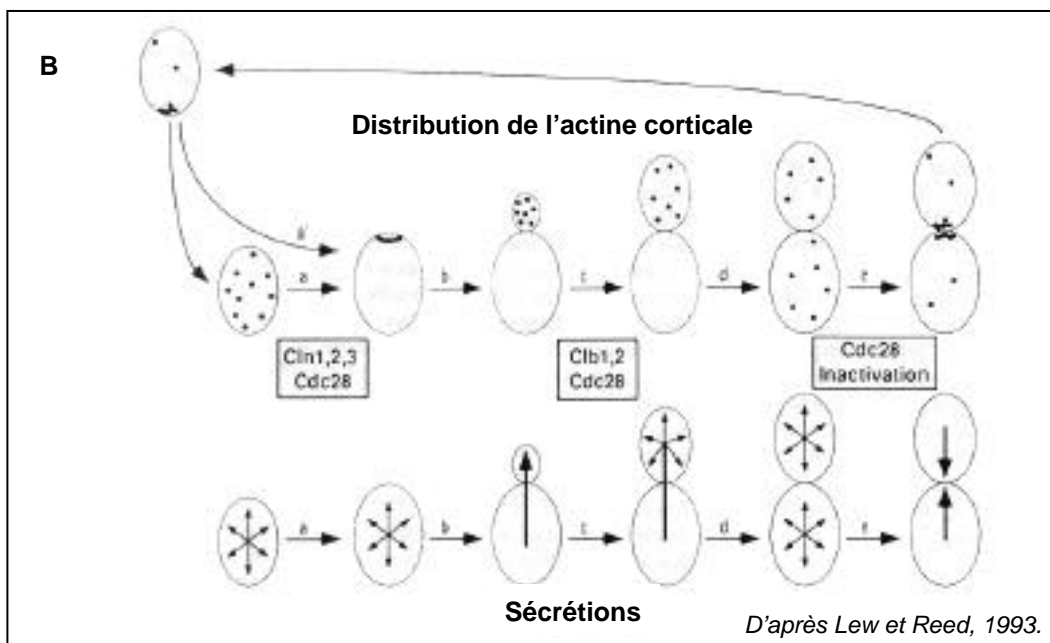 B
Distribution de l'actine corticale
a'
a b c d e
Cln1,2,3
Cdc28
Clb1,2
Cdc28
Cdc28
Inactivation
a b c d e
Sécrétions
D'après Lew et Reed, 1993.